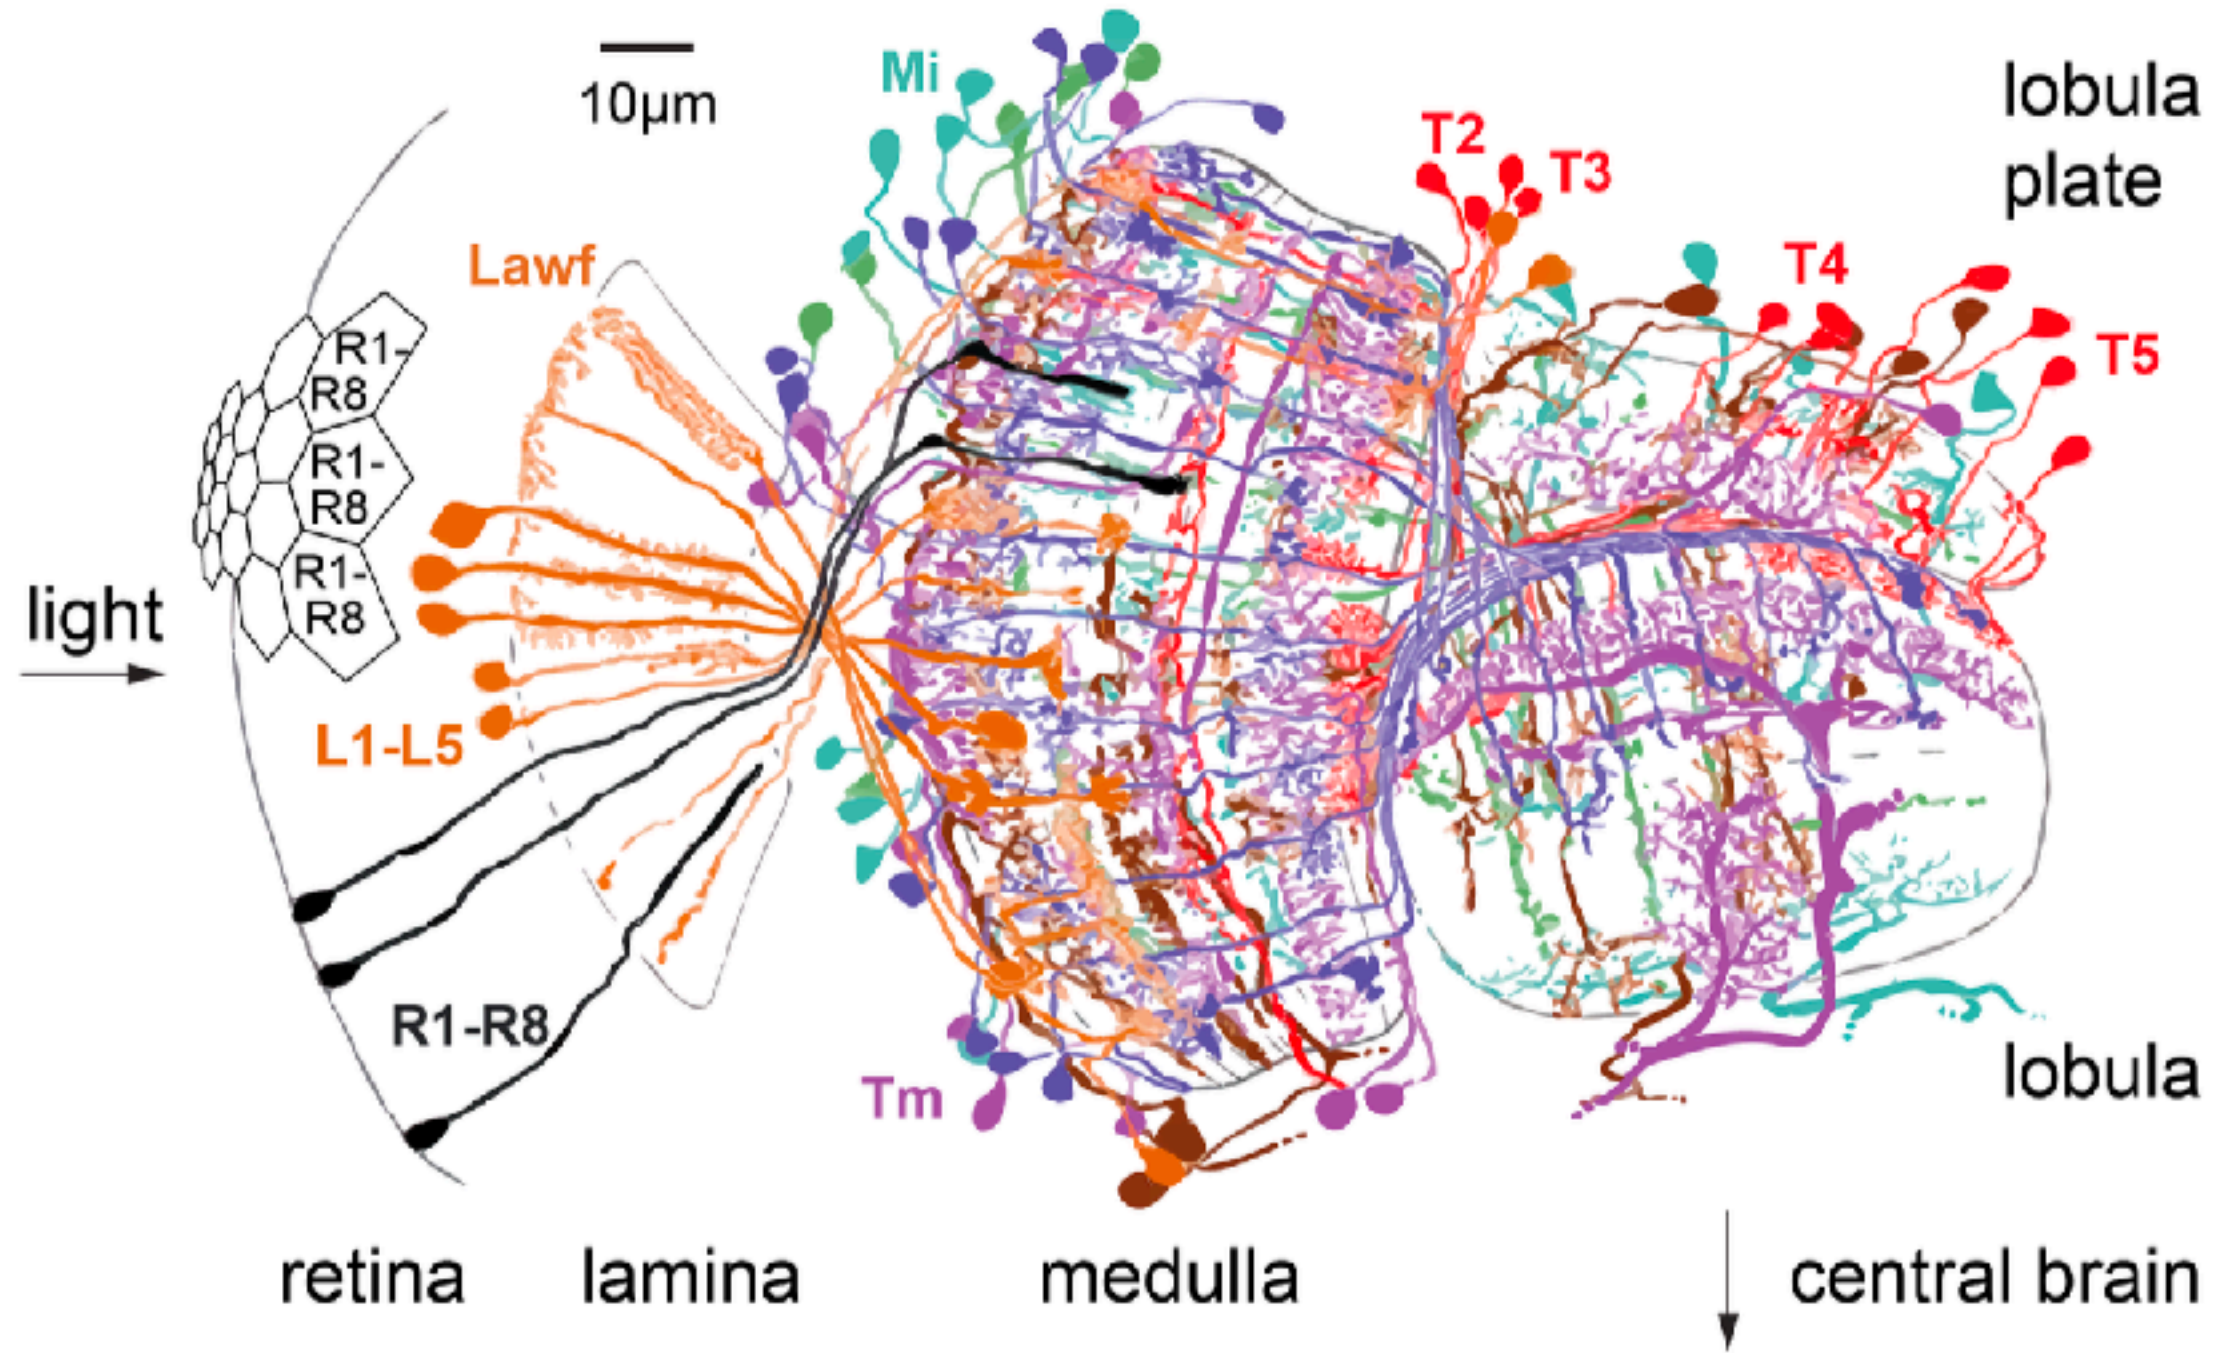 10µm
Mi
lobula
plate
T2
T3
T4
T5
Lawf
R1-
R8
R1-
R8
R1-
R8
light
L1-L5
R1-R8
Tm
lobula
retina
lamina
medulla
central brain